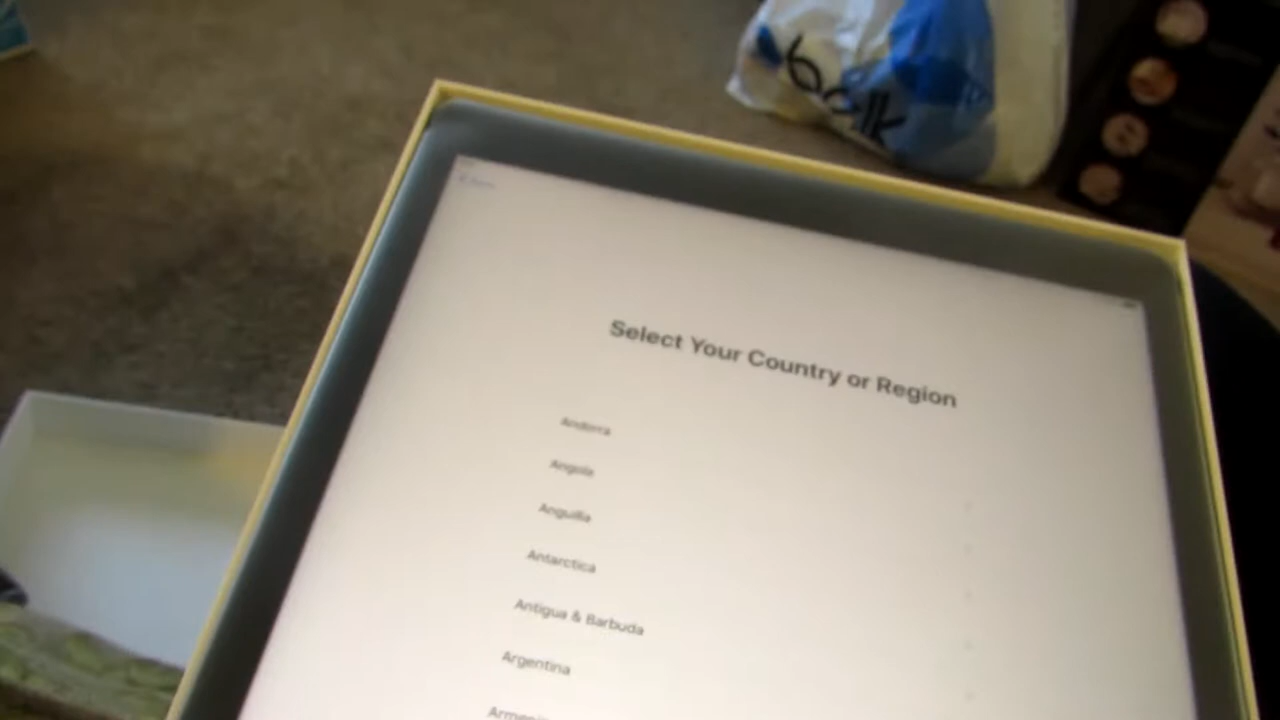 Select Your Country or Region
Andorra
Angola
Anguilla
Antarctica
Antigua & Barbuda
Argentina